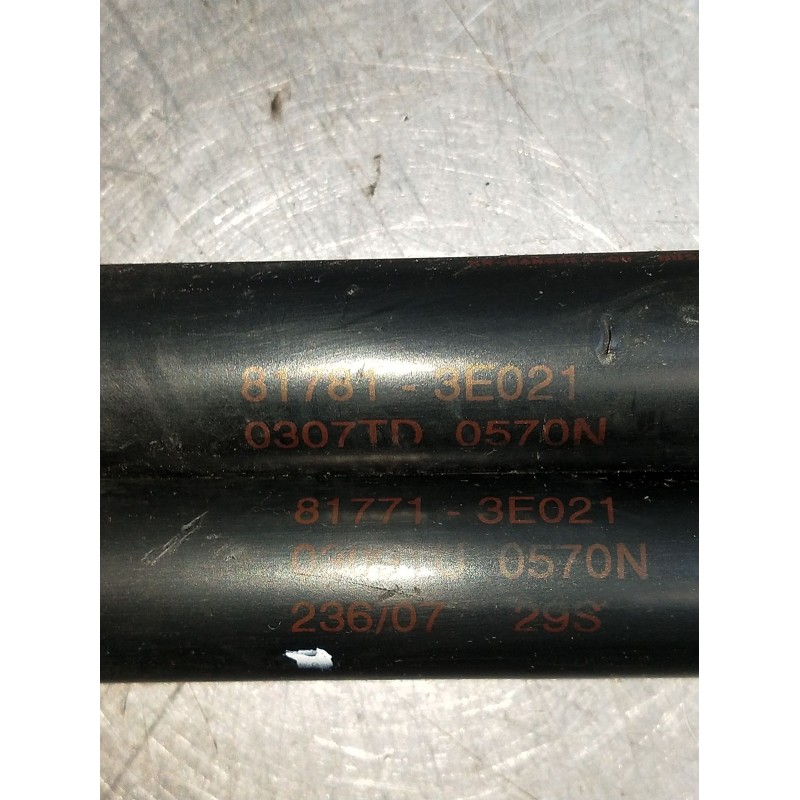 81781 - 3E021
0307TD 0570N
81771 - 3E021
0570N
236/07 29S